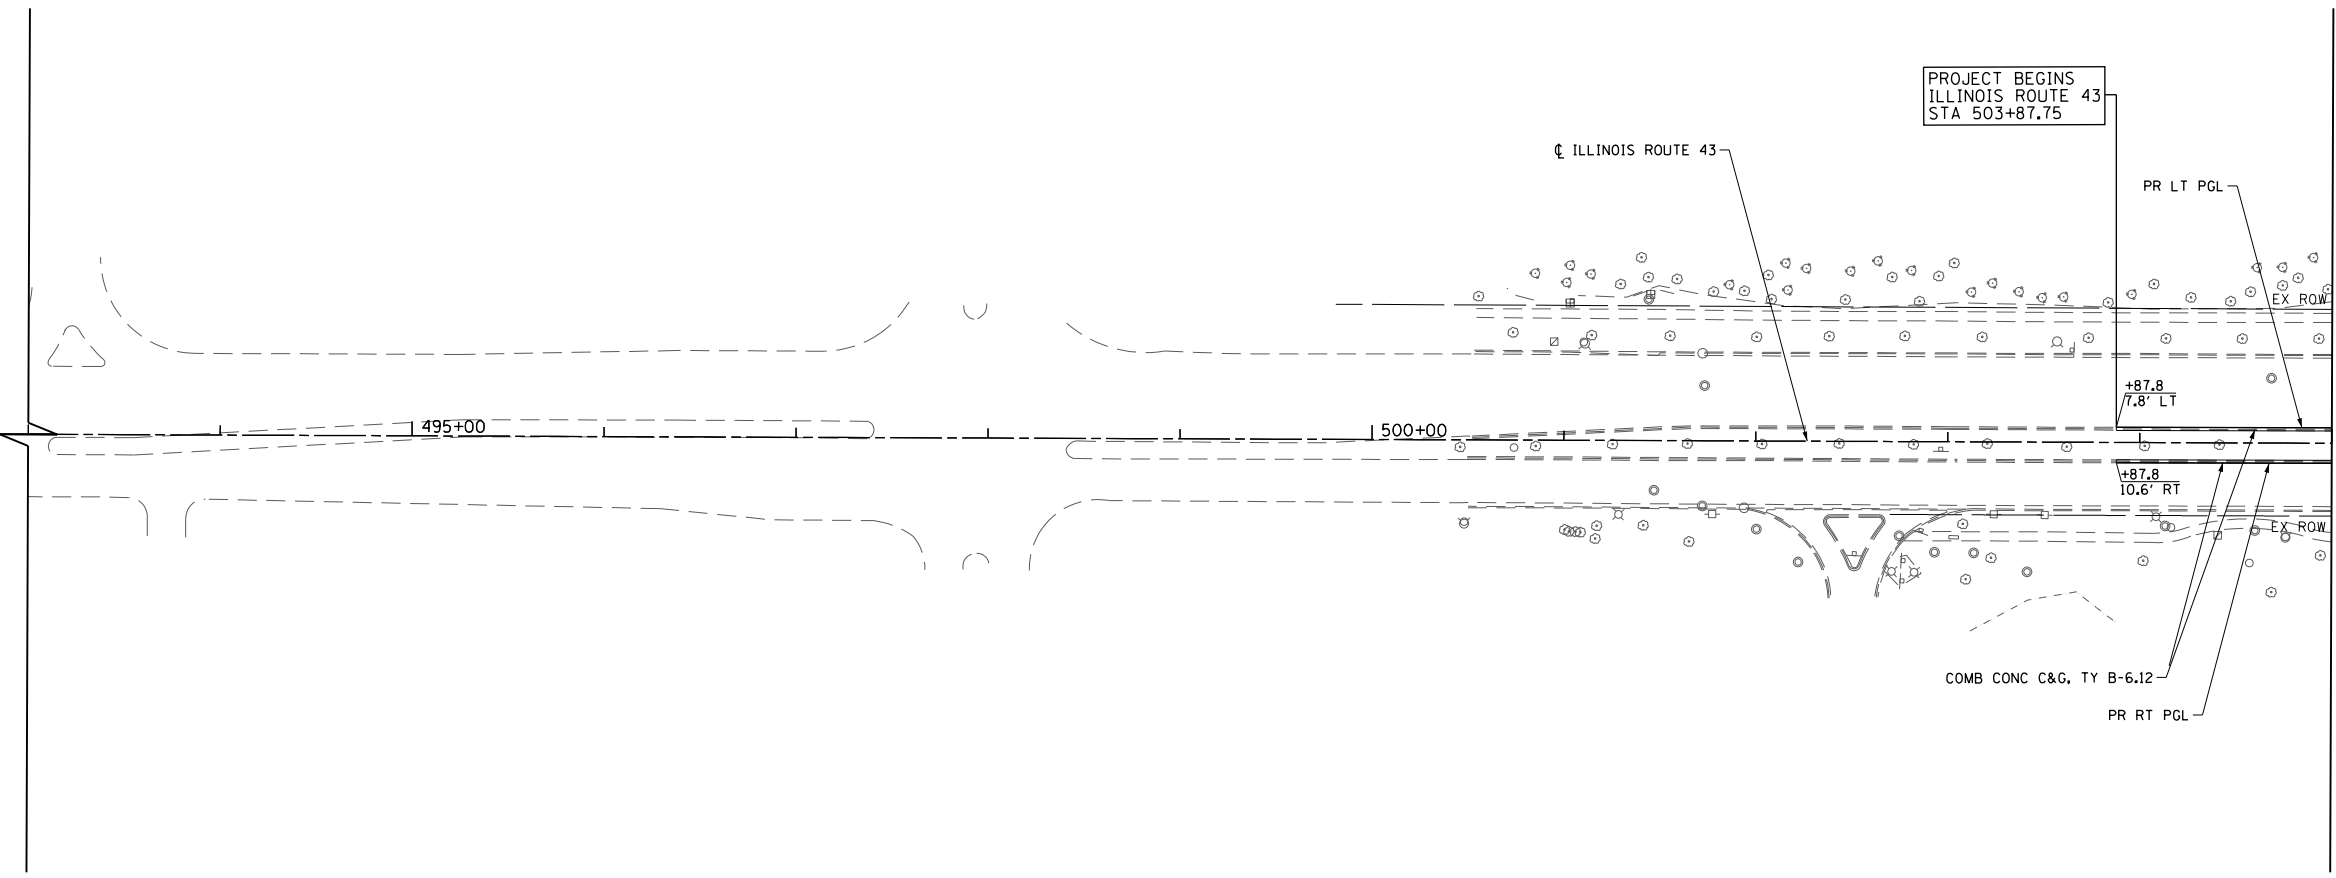 PROJECT BEGINS
ILLINOIS ROUTE 43
STA 503+87.75
℄ ILLINOIS ROUTE 43
PR LT PGL
EX ROW
+87.8
7.8' LT
495+00
500+00
+87.8
10.6' RT
EX ROW
COMB CONC C&G, TY B-6.12
PR RT PGL